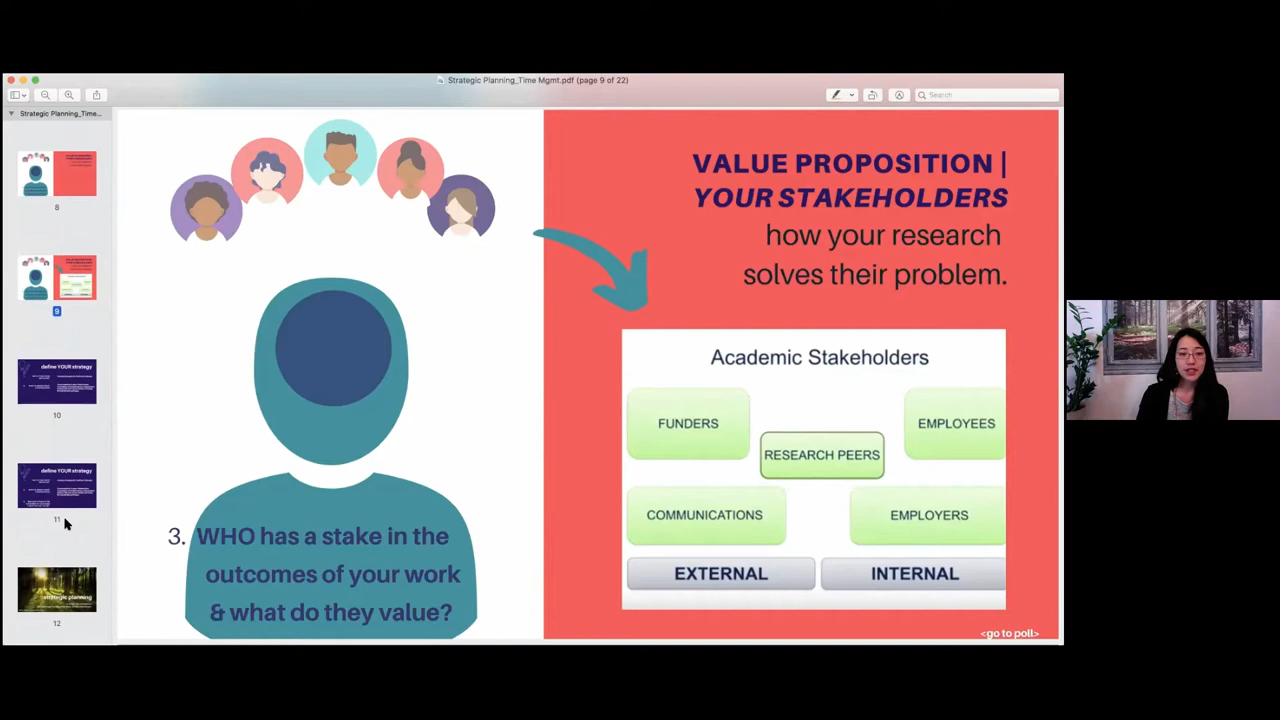 Strategic Planning_Time Mgmt.pdf (page 9 of 22)
Search
Strategic Planning_Time...
8
9
define YOUR strategy
10
define YOUR strategy
11
strategic planning
12
VALUE PROPOSITION |
YOUR STAKEHOLDERS
how your research
solves their problem.
Academic Stakeholders
FUNDERS
EMPLOYEES
RESEARCH PEERS
COMMUNICATIONS
EMPLOYERS
EXTERNAL
INTERNAL
3. WHO has a stake in the
outcomes of your work
& what do they value?
<go to poll>